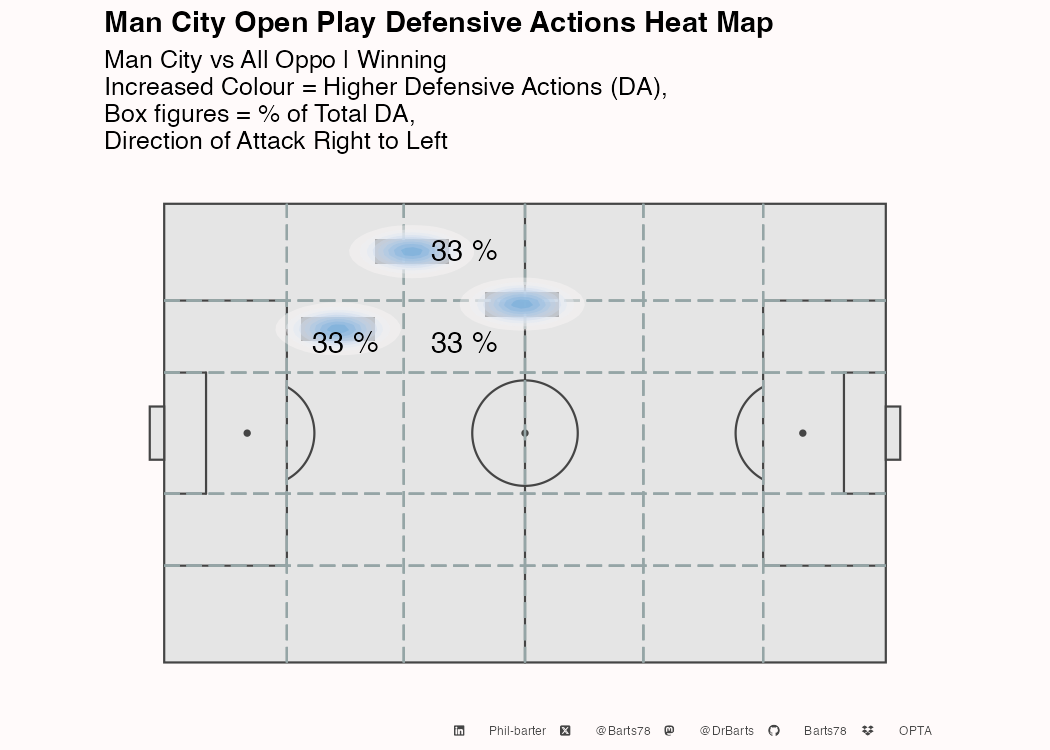 Man City Open Play Defensive Actions Heat Map
Man City vs All Oppo | Winning
Increased Colour = Higher Defensive Actions (DA),
Box figures = % of Total DA,
Direction of Attack Right to Left
33 %
33 % 33 %
Phil-barter @Barts78 @DrBarts Barts78 OPTA